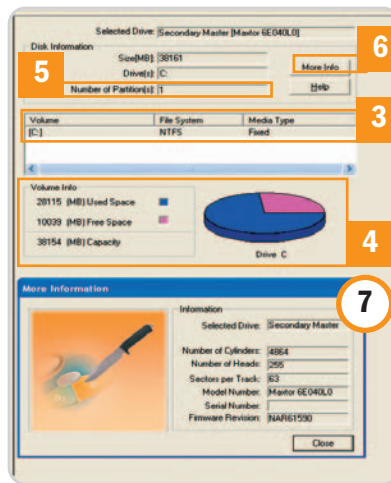 Selected Drive: Secondary Master [Maxtor 6E040L0]
Disk Information
6
Size[MB]: 38161
More Info
5
Drive(s): C:
Help
Number of Partition(s): 1
Volume File System Media Type
3
[C:] NTFS Fixed
Volume Info
28115 (MB) Used Space
10039 (MB) Free Space
38154 (MB) Capacity
Drive C
4
More Information
7
Information
Selected Drive: Secondary Master
Number of Cylinders: 4864
Number of Heads: 255
Sectors per Track: 63
Model Number: Maxtor 6E040L0
Serial Number:
Firmware Revision: NAR61590
Close